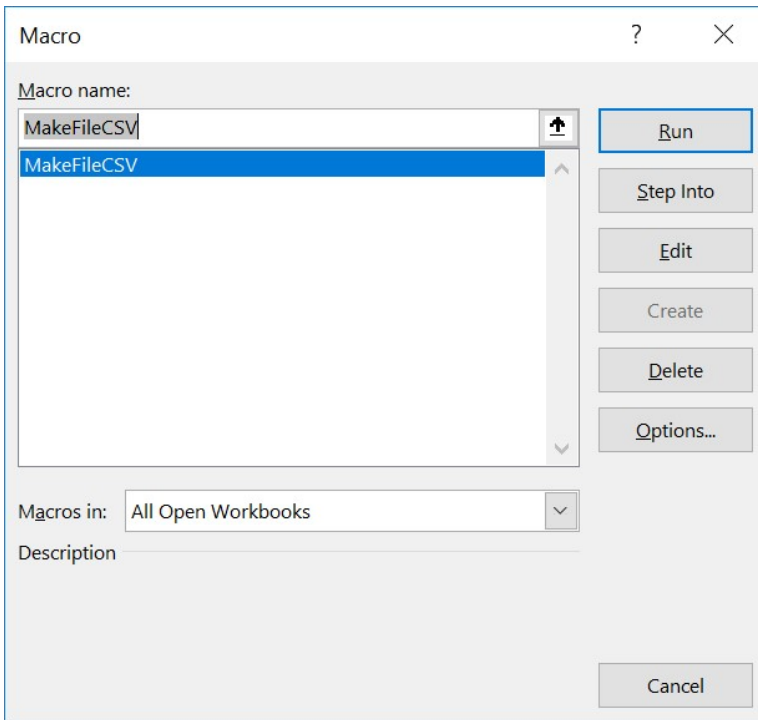 Macro
?
Macro name:
MakeFileCSV
MakeFileCSV
Run
Step Into
Edit
Create
Delete
Options...
Macros in: All Open Workbooks
Description
Cancel